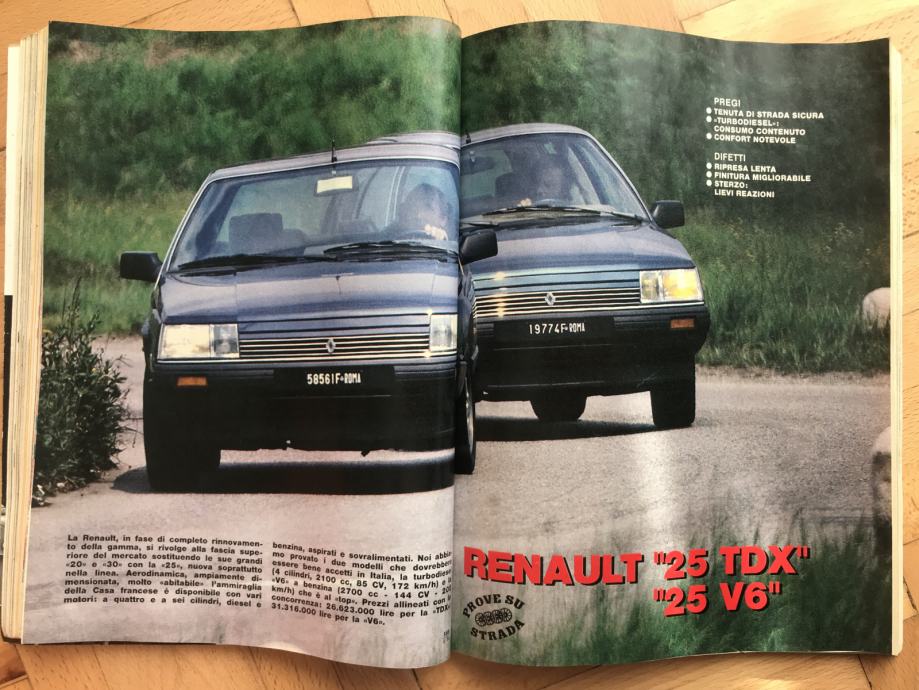 PREGI
● TENUTA DI STRADA SICURA
● «TURBODIESEL»:
CONSUMO CONTENUTO
● CONFORT NOTEVOLE
DIFETTI
● RIPRESA LENTA
● FINITURA MIGLIORABILE
● STERZO:
LIEVI REAZIONI
19774F-ROMA
58561F-ROMA
La Renault, in fase di completo rinnovamen-
to della gamma, si rivolge alla fascia supe-
riore del mercato sostituendo le sue grandi
«20» e «30» con la «25», nuova soprattutto
nella linea. Aerodinamica, ampiamente di-
mensionata, molto «abitabile» l'ammiraglia
della Casa francese è disponibile con vari
motori: a quattro e a sei cilindri, diesel e
benzina, aspirati e sovralimentati. Noi abbia-
mo provato i due modelli che dovrebbero
essere bene accetti in Italia, la turbodiesel
(4 cilindri, 2100 cc, 85 CV, 172 km/h) e la
«V6» a benzina (2700 cc - 144 CV - 20
km/h) che è al «top». Prezzi allineati con la
concorrenza: 26.623.000 lire per la «TDX»
31.316.000 lire per la «V6».
RENAULT "25 TDX"
"25 V6"
PROVE SU
STRADA